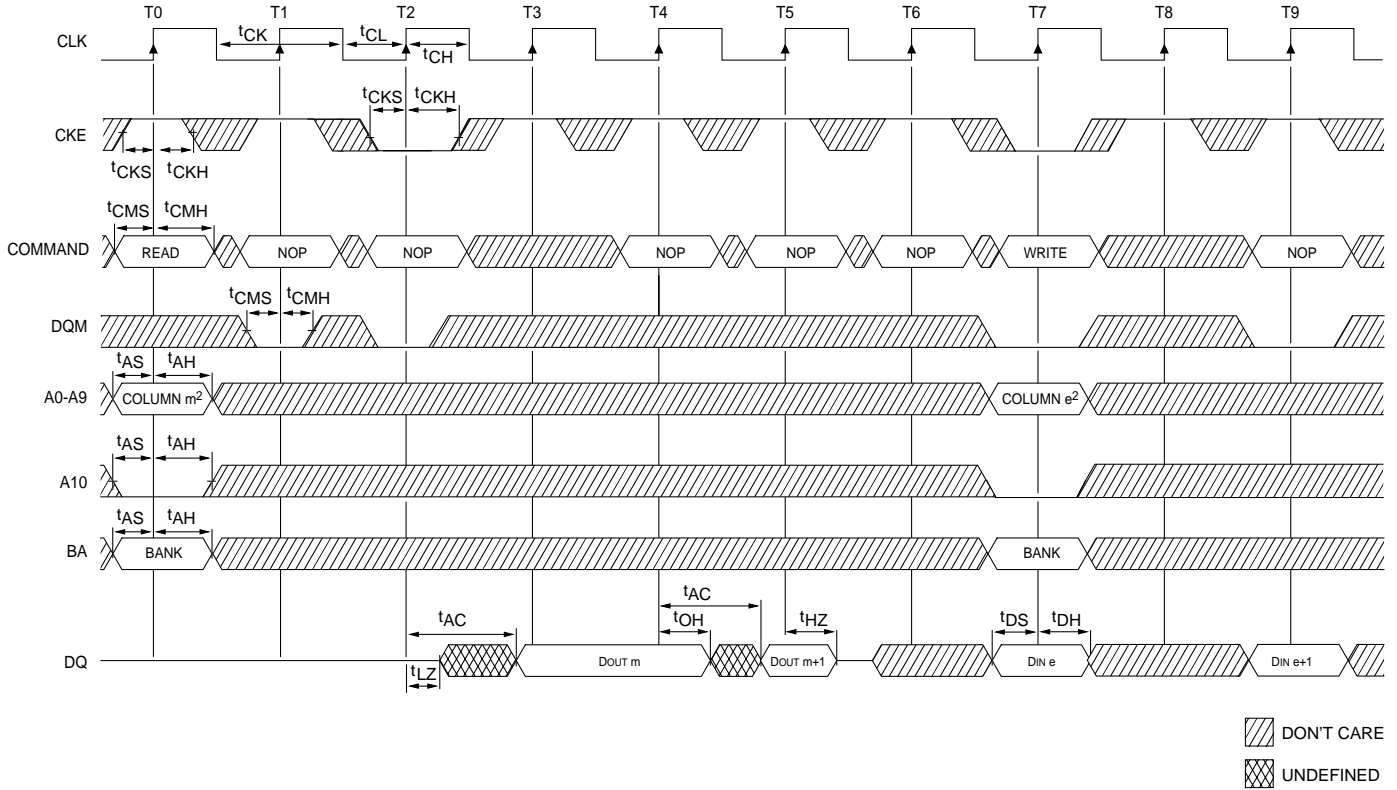 T0 T1 T2 T3 T4 T5 T6 T7 T8 T9
CLK
tCK tCL
tCH
tCKS tCKH
CKE
tCKS tCKH
tCMS tCMH
COMMAND READ NOP NOP NOP NOP NOP WRITE NOP
tCMS tCMH
DQM
tAS tAH
A0-A9 COLUMN m2 COLUMN e2
tAS tAH
A10
tAS tAH
BA BANK BANK
tAC
tAC tOH tHZ tDS tDH
DQ DOUT m DOUT m+1 DIN e DIN e+1
tLZ
DON'T CARE
UNDEFINED